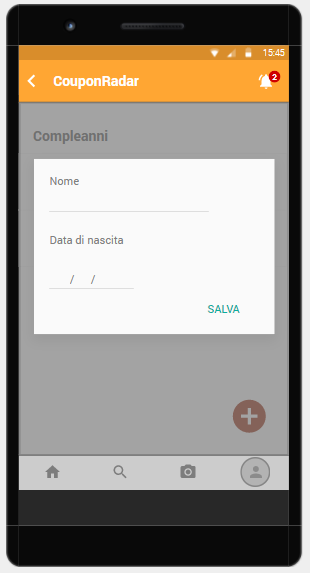 15:45
CouponRadar
2
Compleanni
Nome
Data di nascita
/ /
SALVA